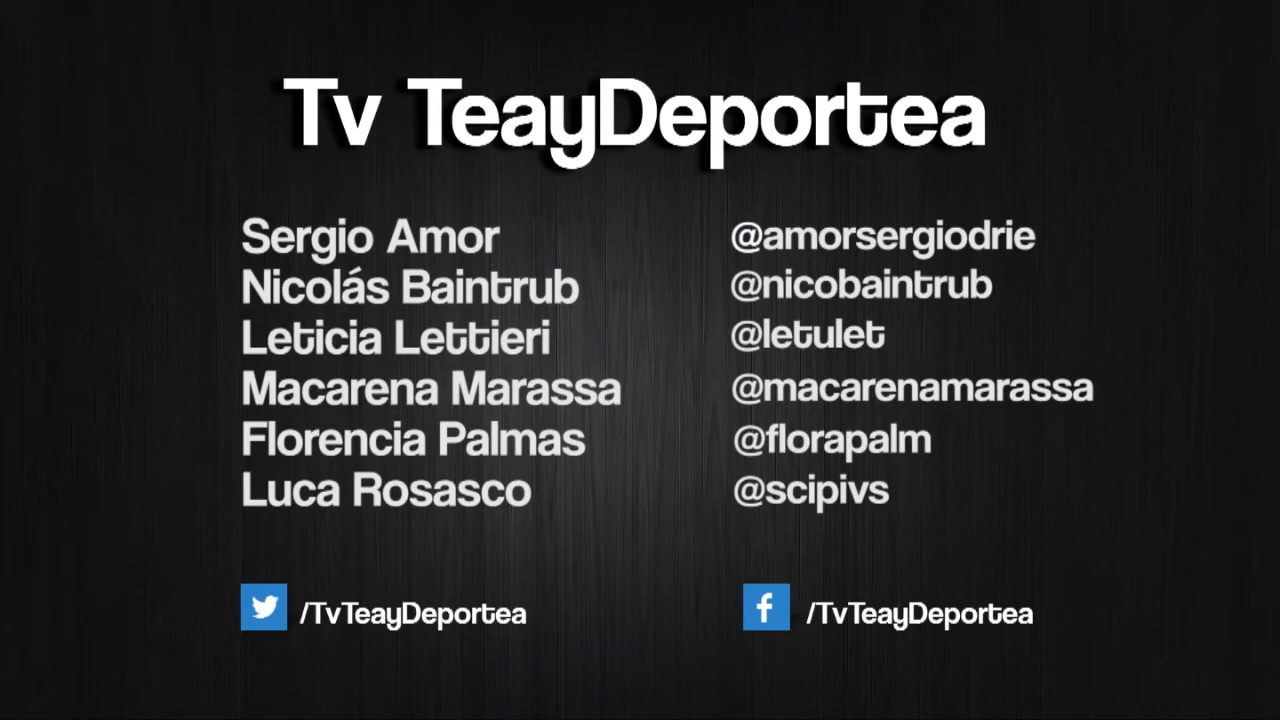 Tv TeayDeportea
Sergio Amor @amorsergiodrie
Nicolás Baintrub @nicobaintrub
Leticia Lettieri @letulet
Macarena Marassa @macarenamarassa
Florencia Palmas @florapalm
Luca Rosasco @scipivs
/TvTeayDeportea /TvTeayDeportea